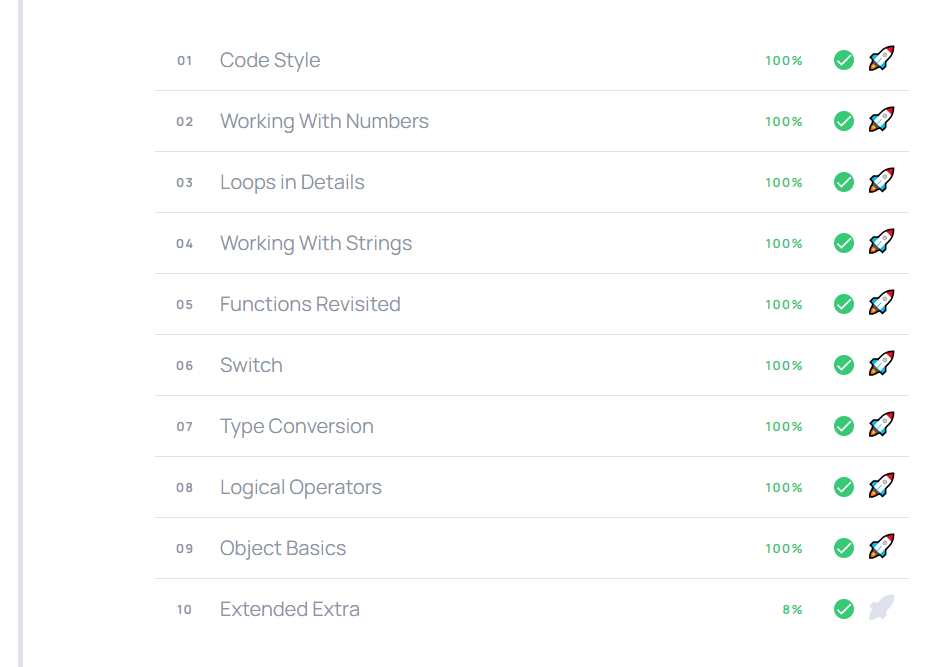 01 Code Style 100%
02 Working With Numbers 100%
03 Loops in Details 100%
04 Working With Strings 100%
05 Functions Revisited 100%
06 Switch 100%
07 Type Conversion 100%
08 Logical Operators 100%
09 Object Basics 100%
10 Extended Extra 8%